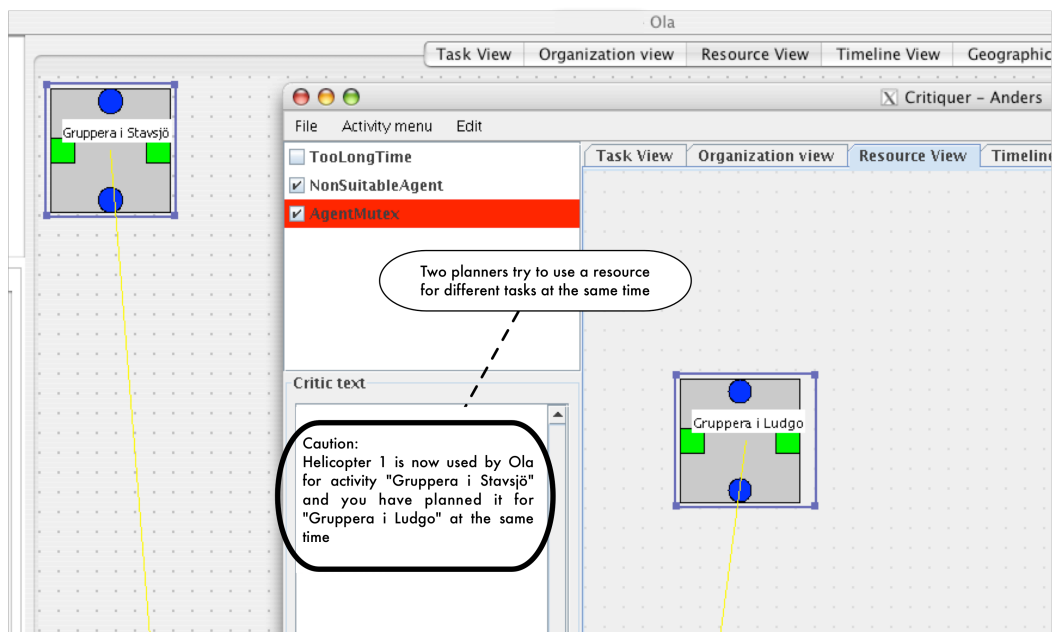 Ola
Task View Organization view Resource View Timeline View Geographic
Gruppera i Stavsjö
Critiquer – Anders
File Activity menu Edit
TooLongTime
NonSuitableAgent
AgentMutex
Task View Organization view Resource View Timeline
Two planners try to use a resource
for different tasks at the same time
Critic text
Caution:
Helicopter 1 is now used by Ola
for activity "Gruppera i Stavsjö"
and you have planned it for
"Gruppera i Ludgo" at the same
time
Gruppera i Ludgo